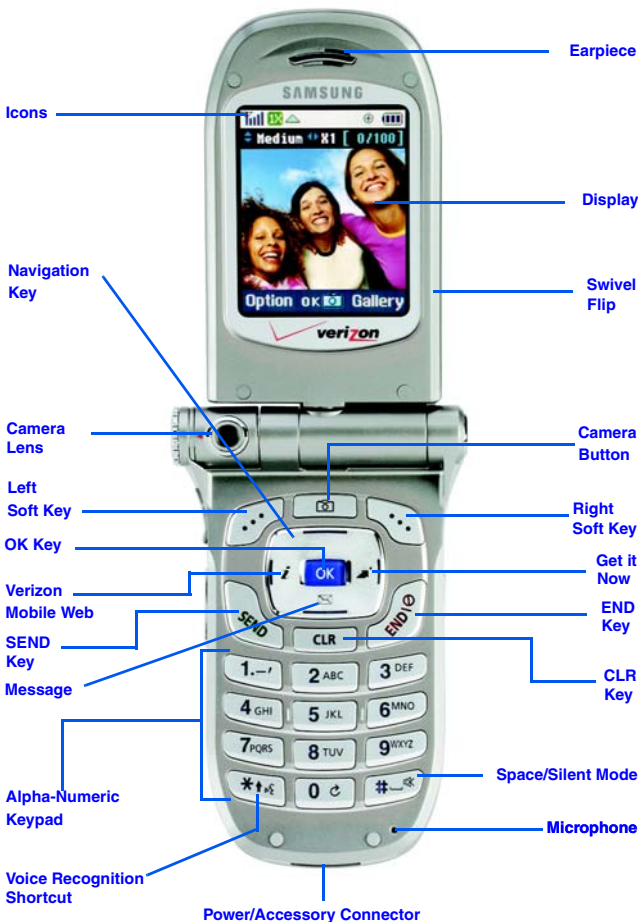 Earpiece
SAMSUNG
Icons
1X
Medium X1 [ 0/100]
Display
Navigation
Key
Swivel
Flip
Option OK Gallery
verizon
Camera
Lens
Camera
Button
Left
Soft Key
Right
Soft Key
OK Key
Get it
Now
i
OK
Verizon
Mobile Web
END
Key
SEND
END
SEND
Key
CLR
CLR
Key
Message
1.–’
2 ABC
3 DEF
4 GHI
5 JKL
6 MNO
7 PQRS
8 TUV
9 WXYZ
Space/Silent Mode
* 
0
#
Alpha-Numeric
Keypad
Microphone
Voice Recognition
Shortcut
Power/Accessory Connector